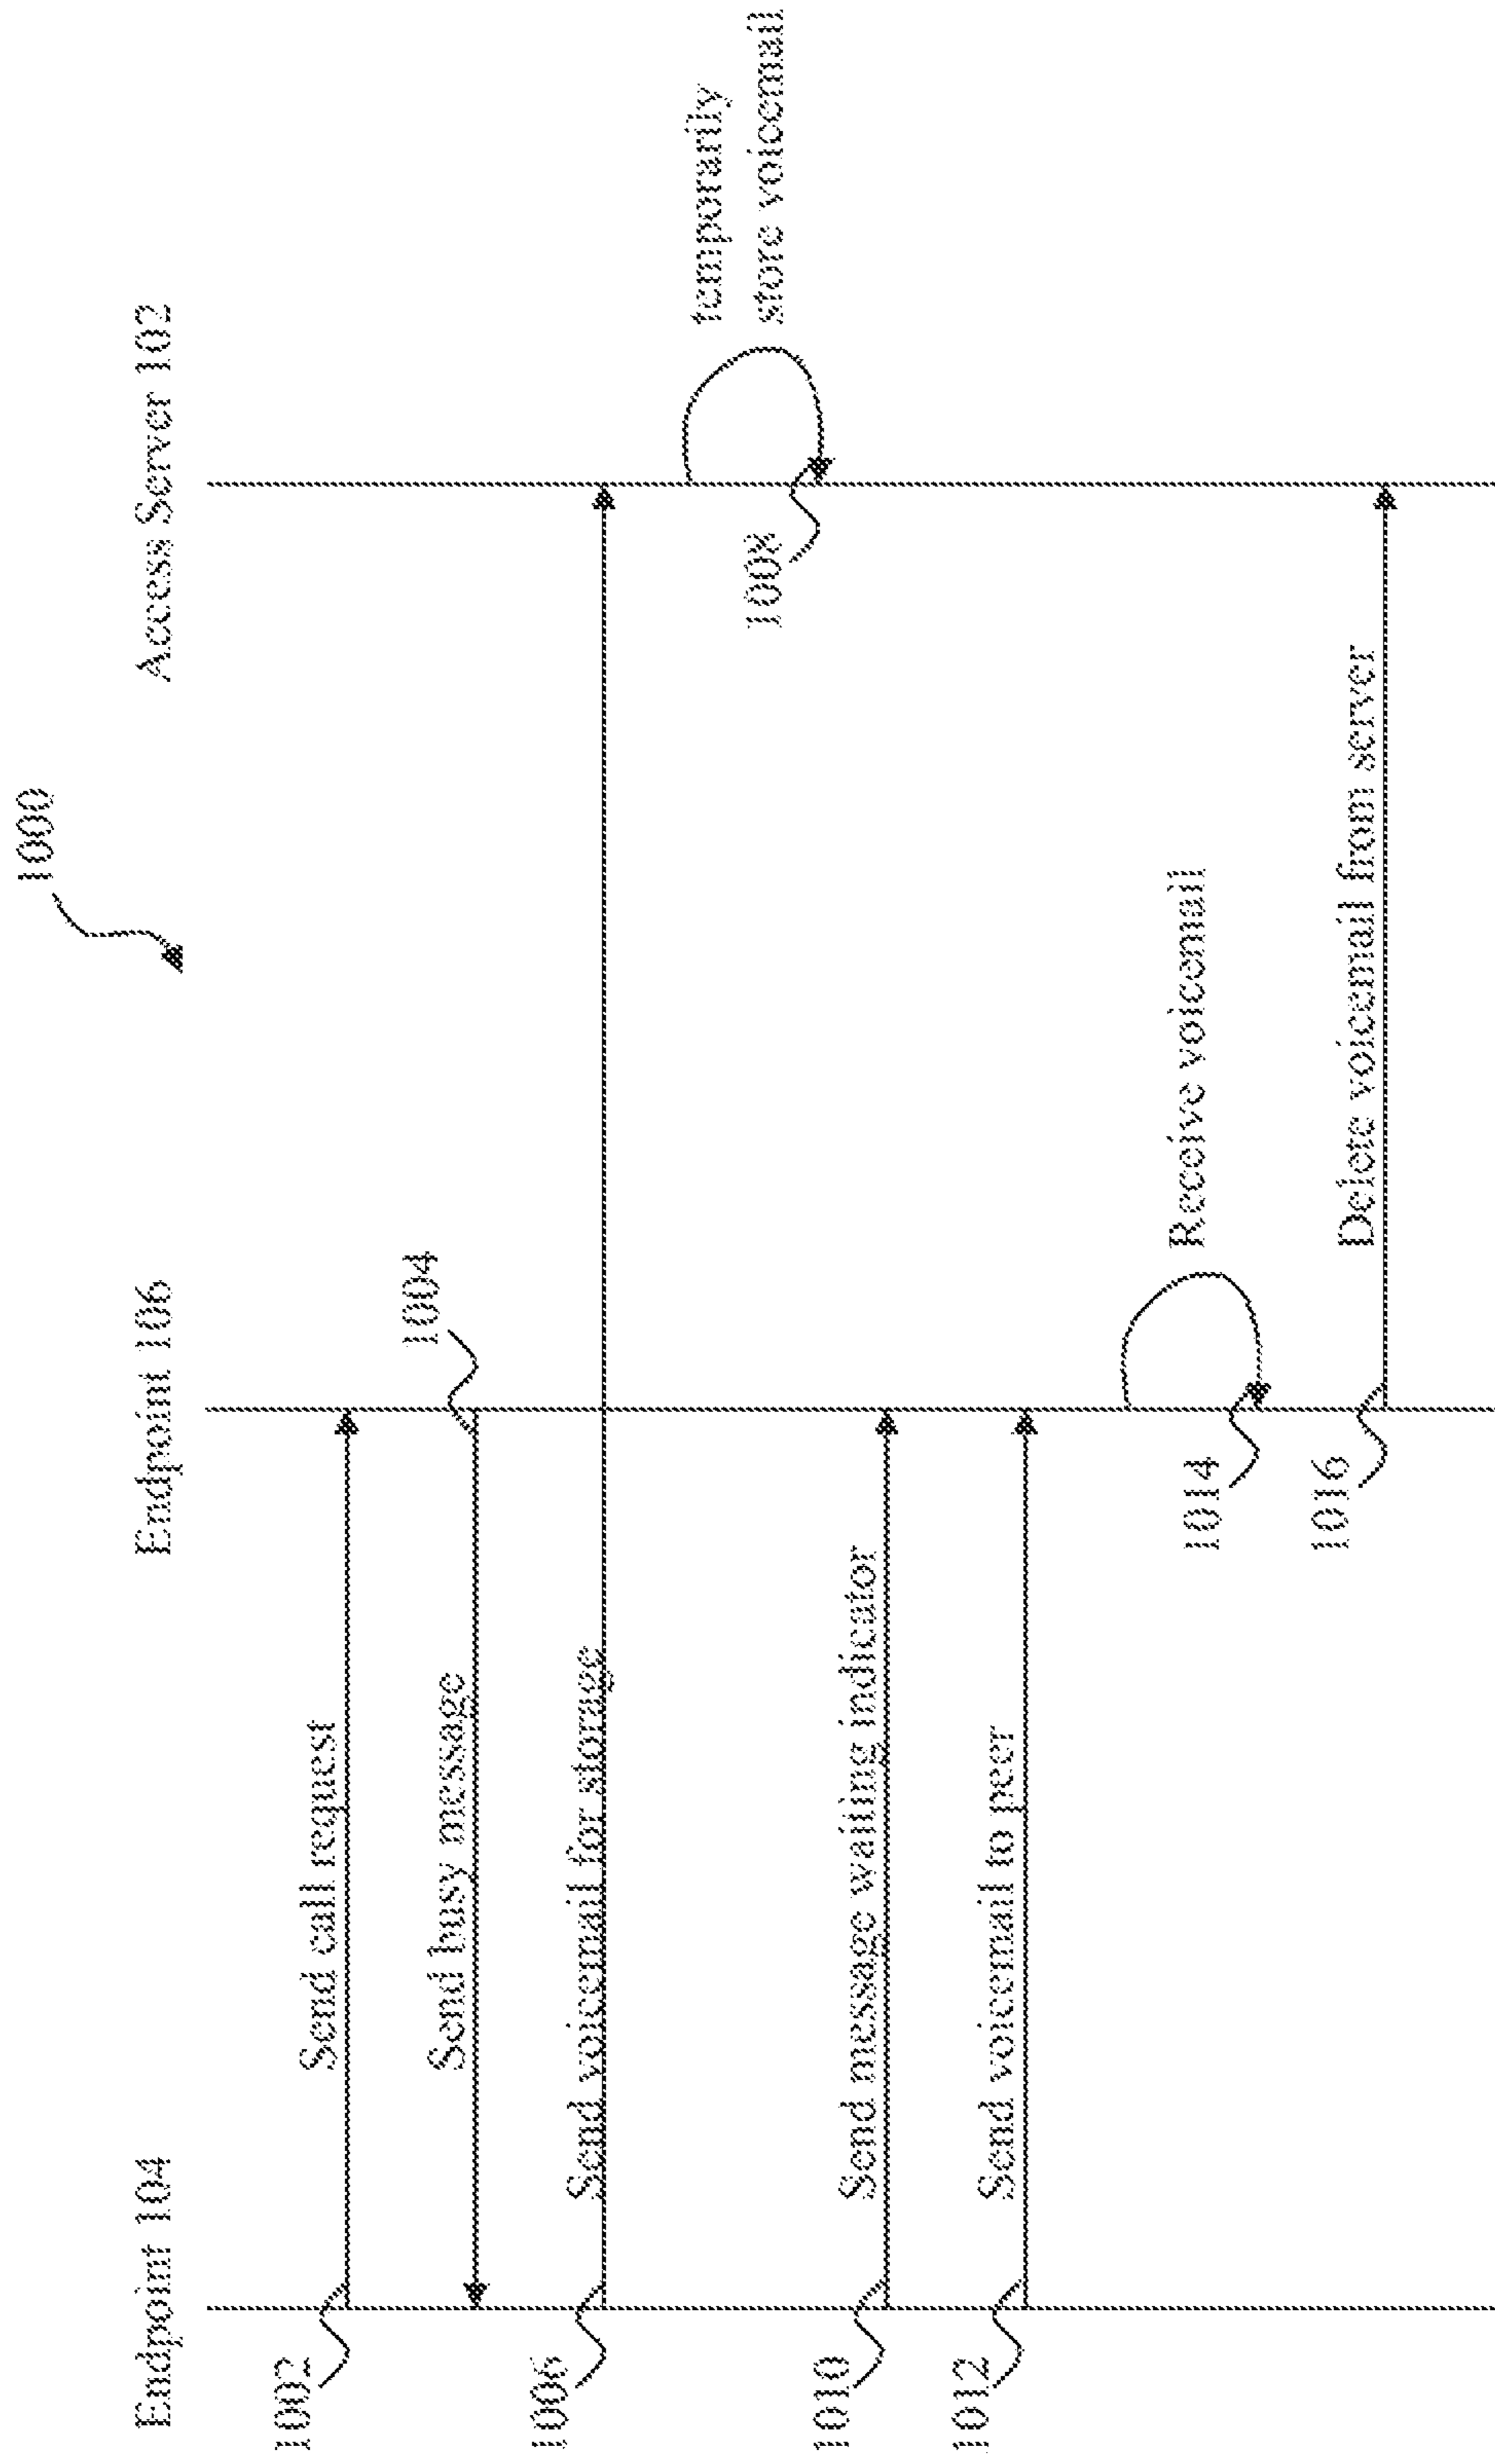 1000
Endpoint 104
Endpoint 106
Access Server 102
1002
Send call request
1004
Send busy message
1006
Send voicemail for storage
temporarily
store voicemail
1008
1010
Send message waiting indicator
1012
Send voicemail to peer
Receive voicemail
1014
1016
Delete voicemail from server